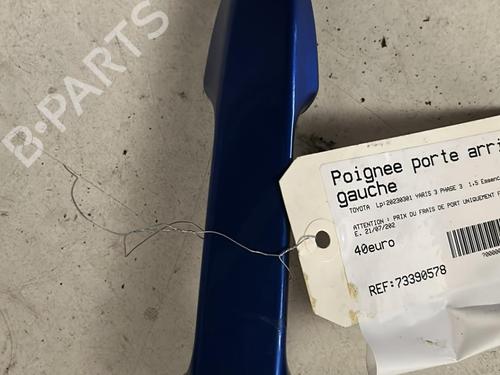 B-PARTS
Poignee porte arri
gauche
TOYOTA Lp:20230301 YARIS 3 PHASE 3 1.5 Essenc
ATTENTION : PRIX DU FRAIS DE PORT UNIQUEMENT F
E. 21/07/202
40euro
REF:73390578